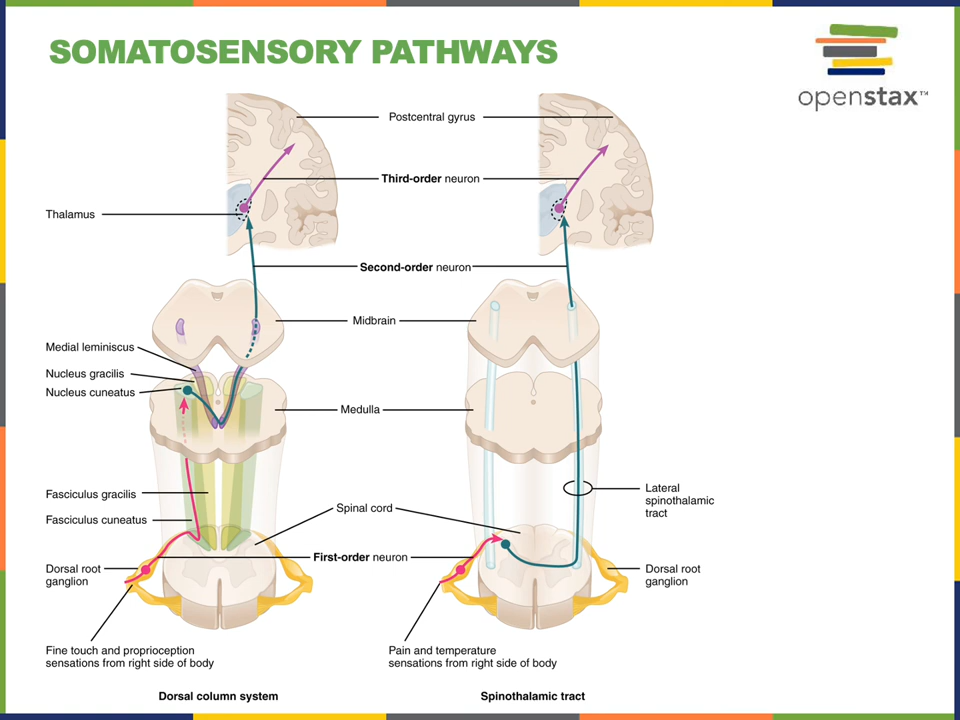 SOMATOSENSORY PATHWAYS
openstax™
Postcentral gyrus
Third-order neuron
Thalamus
Second-order neuron
Midbrain
Medial leminiscus
Nucleus gracilis
Nucleus cuneatus
Medulla
Fasciculus gracilis
Lateral
spinothalamic
tract
Spinal cord
Fasciculus cuneatus
First-order neuron
Dorsal root
ganglion
Dorsal root
ganglion
Fine touch and proprioception
sensations from right side of body
Pain and temperature
sensations from right side of body
Dorsal column system
Spinothalamic tract